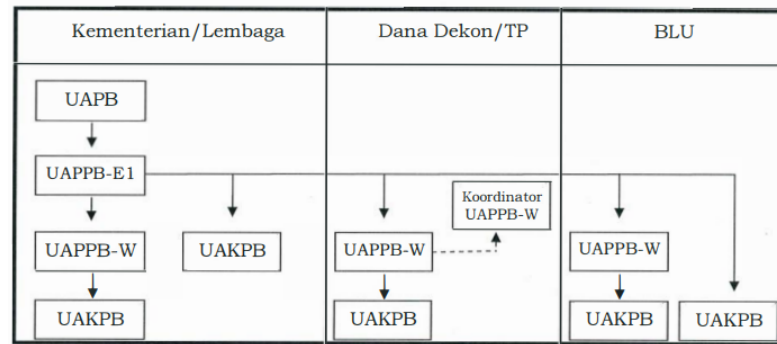 Kementerian/Lembaga
Dana Dekon/TP
BLU
UAPB
UAPPB-E1
Koordinator
UAPPB-W
UAPPB-W
UAKPB
UAPPB-W
UAPPB-W
UAKPB
UAKPB
UAKPB
UAKPB